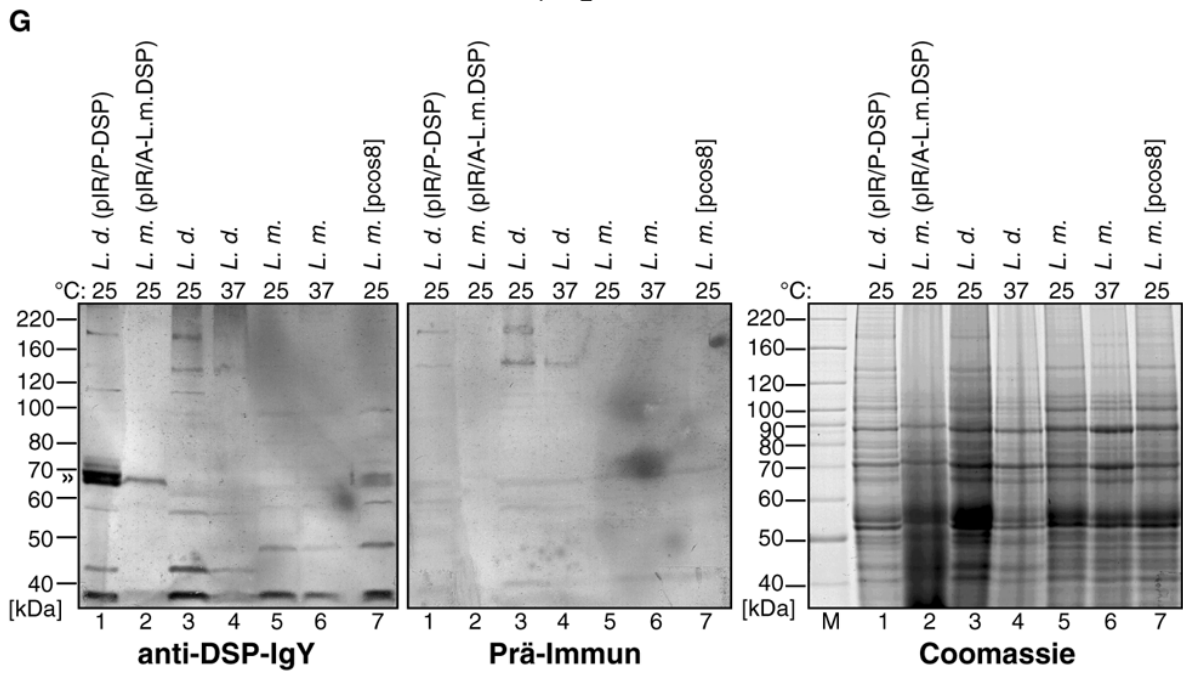 G
L. d. (pIR/P-DSP)
L. m. (pIR/A-L.m.DSP)
L. d.
L. d.
L. m.
L. m.
L. m. [pcos8]
°C: 25 25 25 37 25 37 25
220
160
120
100
80
70
»
60
50
40
[kDa]
1 2 3 4 5 6 7
anti-DSP-IgY
L. d. (pIR/P-DSP)
L. m. (pIR/A-L.m.DSP)
L. d.
L. d.
L. m.
L. m.
L. m. [pcos8]
25 25 25 37 25 37 25
1 2 3 4 5 6 7
Prä-Immun
L. d. (pIR/P-DSP)
L. m. (pIR/A-L.m.DSP)
L. d.
L. d.
L. m.
L. m.
L. m. [pcos8]
°C: 25 25 25 37 25 37 25
220
160
120
100
90
80
70
60
50
40
[kDa]
M 1 2 3 4 5 6 7
Coomassie